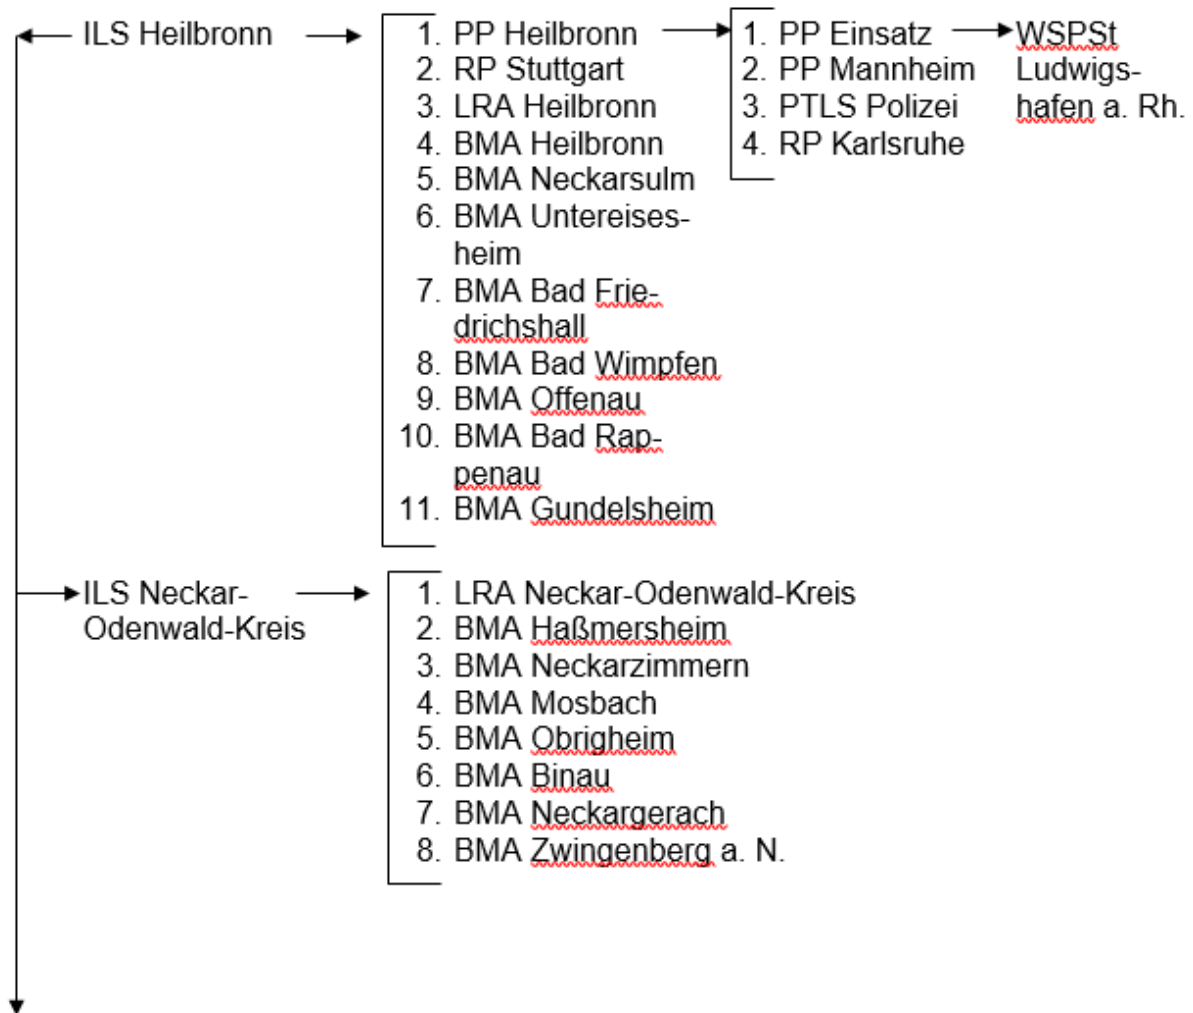 ILS Heilbronn
1. PP Heilbronn
2. RP Stuttgart
3. LRA Heilbronn
4. BMA Heilbronn
5. BMA Neckarsulm
6. BMA Untereises-
heim
7. BMA Bad Frie-
drichshall
8. BMA Bad Wimpfen
9. BMA Offenau
10. BMA Bad Rap-
penau
11. BMA Gundelsheim
1. PP Einsatz
2. PP Mannheim
3. PTLS Polizei
4. RP Karlsruhe
WSPSt
Ludwigs-
hafen a. Rh.
ILS Neckar-
Odenwald-Kreis
1. LRA Neckar-Odenwald-Kreis
2. BMA Haßmersheim
3. BMA Neckarzimmern
4. BMA Mosbach
5. BMA Obrigheim
6. BMA Binau
7. BMA Neckargerach
8. BMA Zwingenberg a. N.